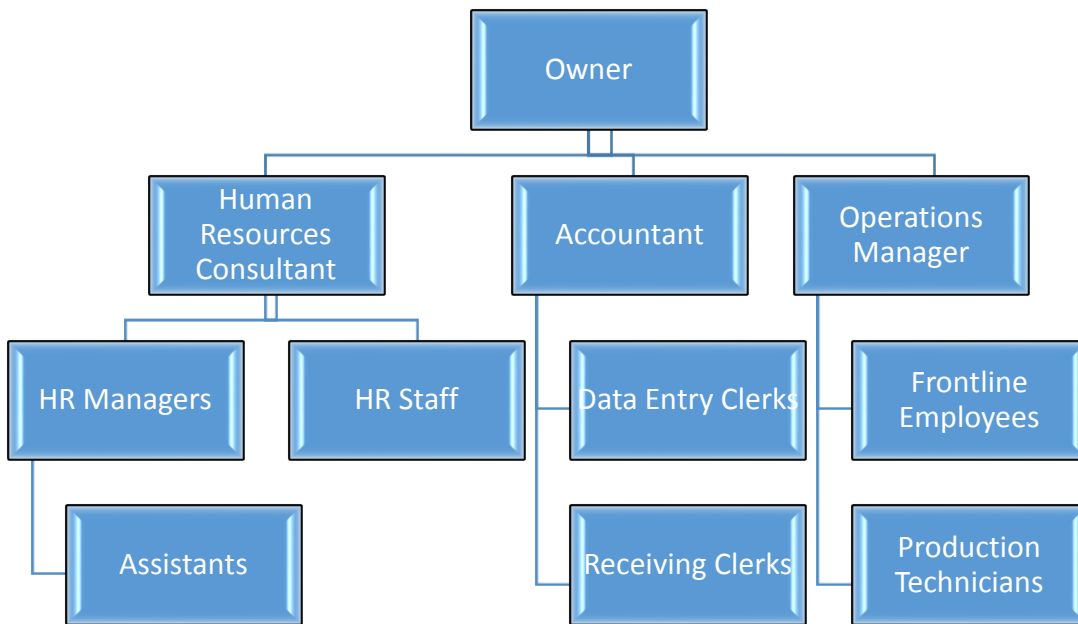 Owner
Human
Resources
Consultant
Accountant
Operations
Manager
HR Managers
HR Staff
Data Entry Clerks
Frontline
Employees
Assistants
Receiving Clerks
Production
Technicians